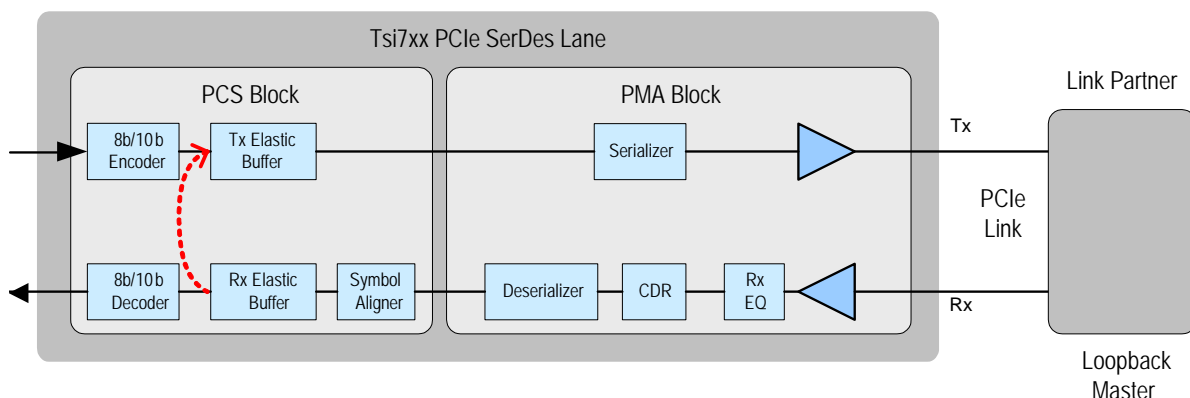 Tsi7xx PCIe SerDes Lane
PCS Block
PMA Block
Link Partner
8b/10b
Encoder
Tx Elastic
Buffer
Serializer
Tx
PCIe
Link
8b/10b
Decoder
Rx Elastic
Buffer
Symbol
Aligner
Deserializer
CDR
Rx
EQ
Rx
Loopback
Master